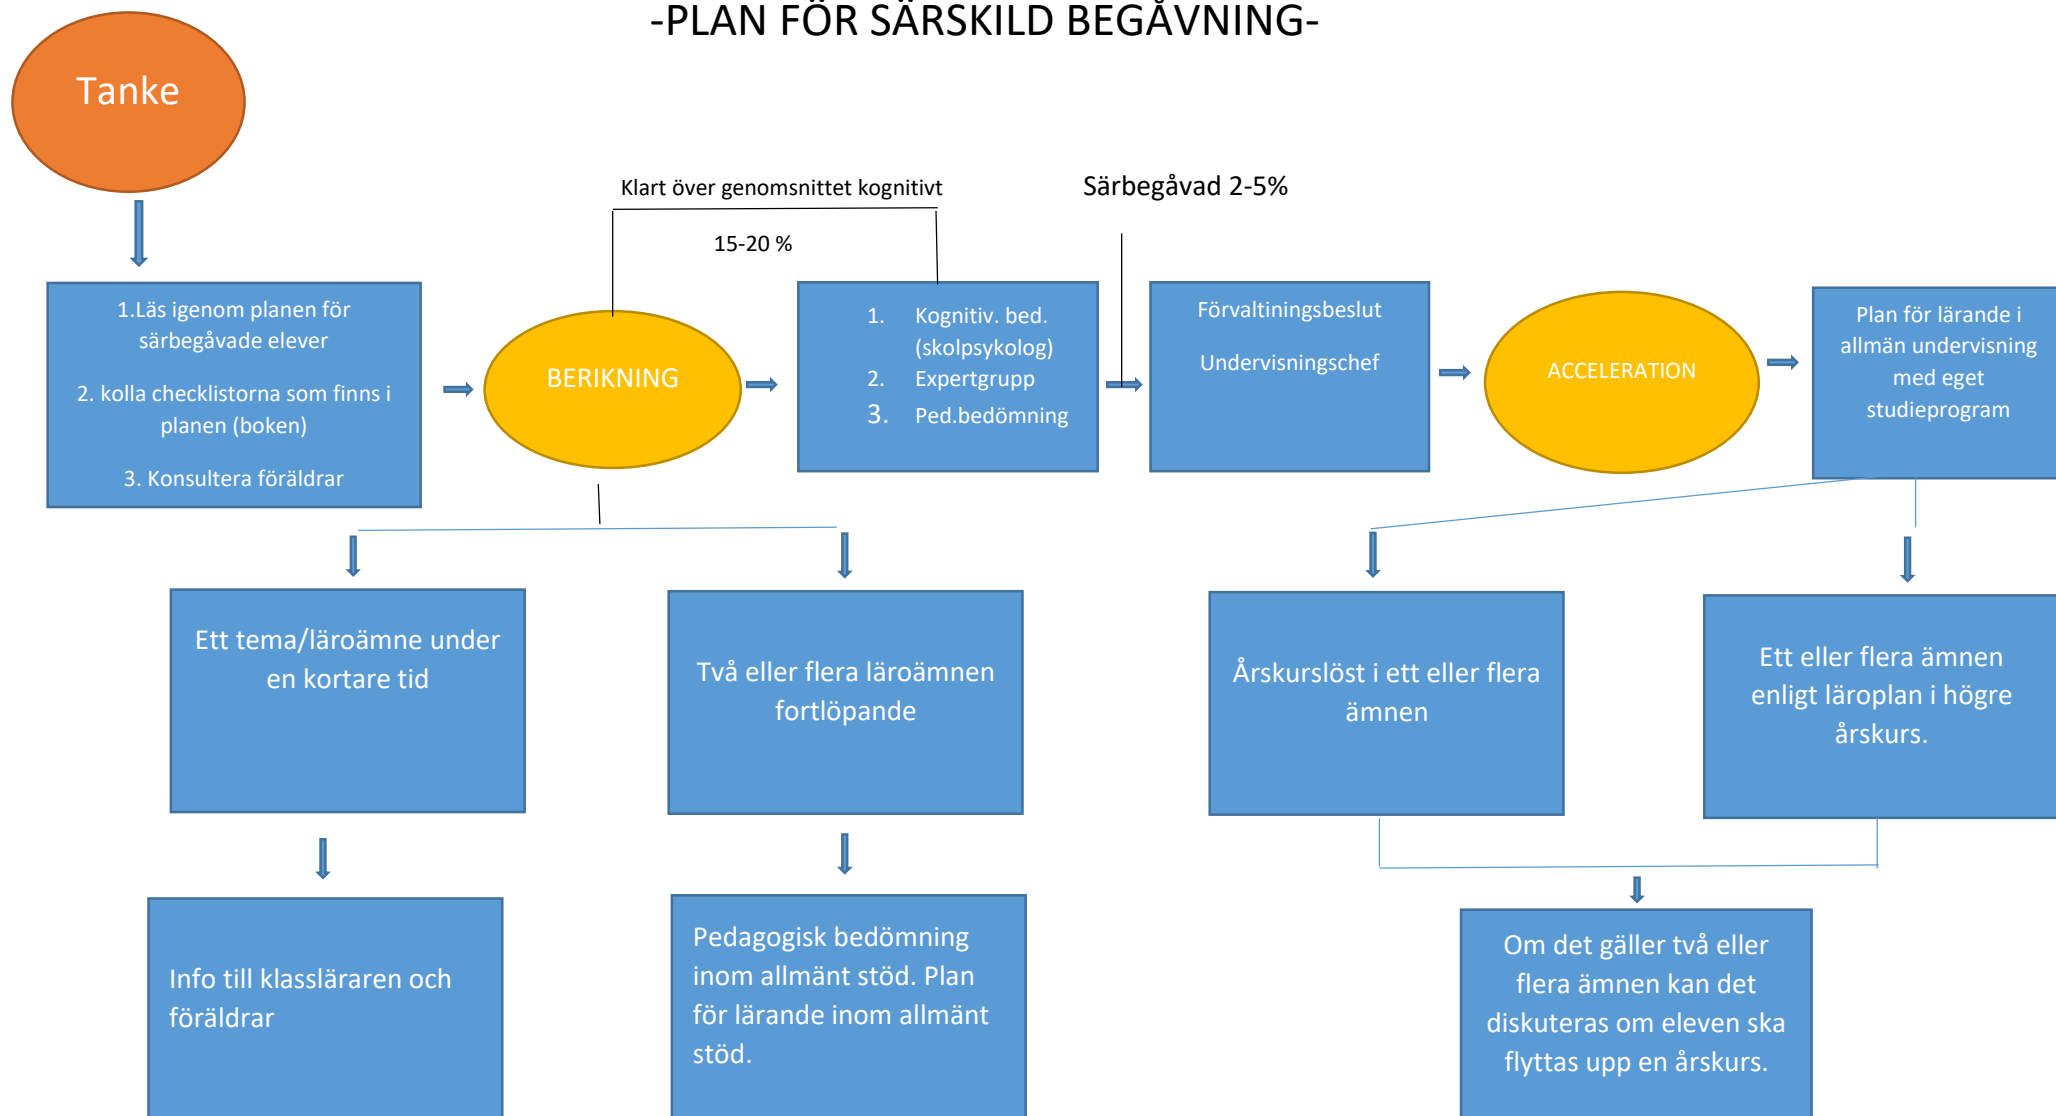 -PLAN FÖR SÄRSKILD BEGÅVNING-
Tanke
Klart över genomsnittet kognitivt
15-20 %
Särbegåvad 2-5%
1.Läs igenom planen för
särbegåvade elever
2. kolla checklistorna som finns i
planen (boken)
3. Konsultera föräldrar
BERIKNING
1. Kognitiv. bed.
(skolpsykolog)
2. Expertgrupp
3. Ped.bedömning
Förvaltiningsbeslut
Undervisningschef
ACCELERATION
Plan för lärande i
allmän undervisning
med eget
studieprogram
Ett tema/läroämne under
en kortare tid
Två eller flera läroämnen
fortlöpande
Årskurslöst i ett eller flera
ämnen
Ett eller flera ämnen
enligt läroplan i högre
årskurs.
Info till klassläraren och
föräldrar
Pedagogisk bedömning
inom allmänt stöd. Plan
för lärande inom allmänt
stöd.
Om det gäller två eller
flera ämnen kan det
diskuteras om eleven ska
flyttas upp en årskurs.